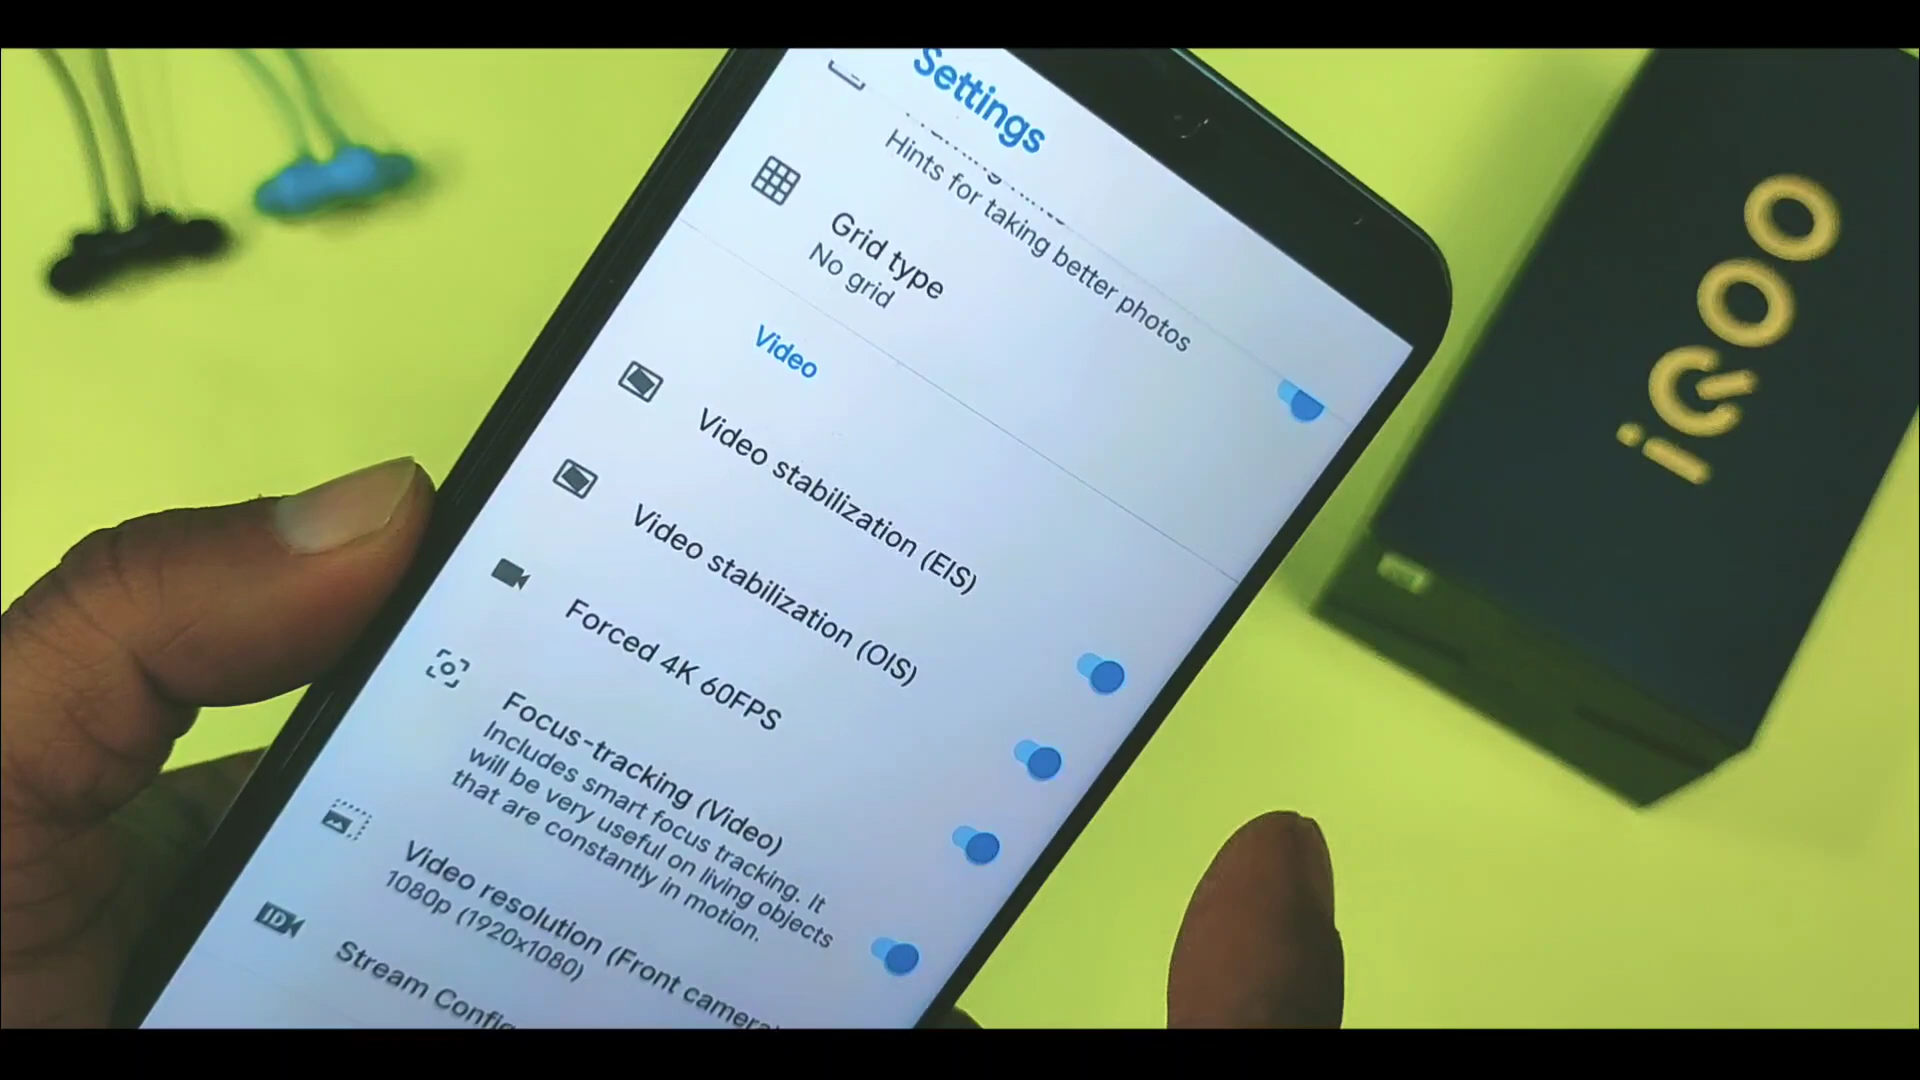 Settings
Hints for taking better photos
Grid type
No grid
Video
Video stabilization (EIS)
Video stabilization (OIS)
Forced 4K 60FPS
Focus-tracking (Video)
Includes smart focus tracking. It
will be very useful on living objects
that are constantly in motion.
Video resolution (Front camera)
1080p (1920x1080)
ID
Stream Config
iQOO